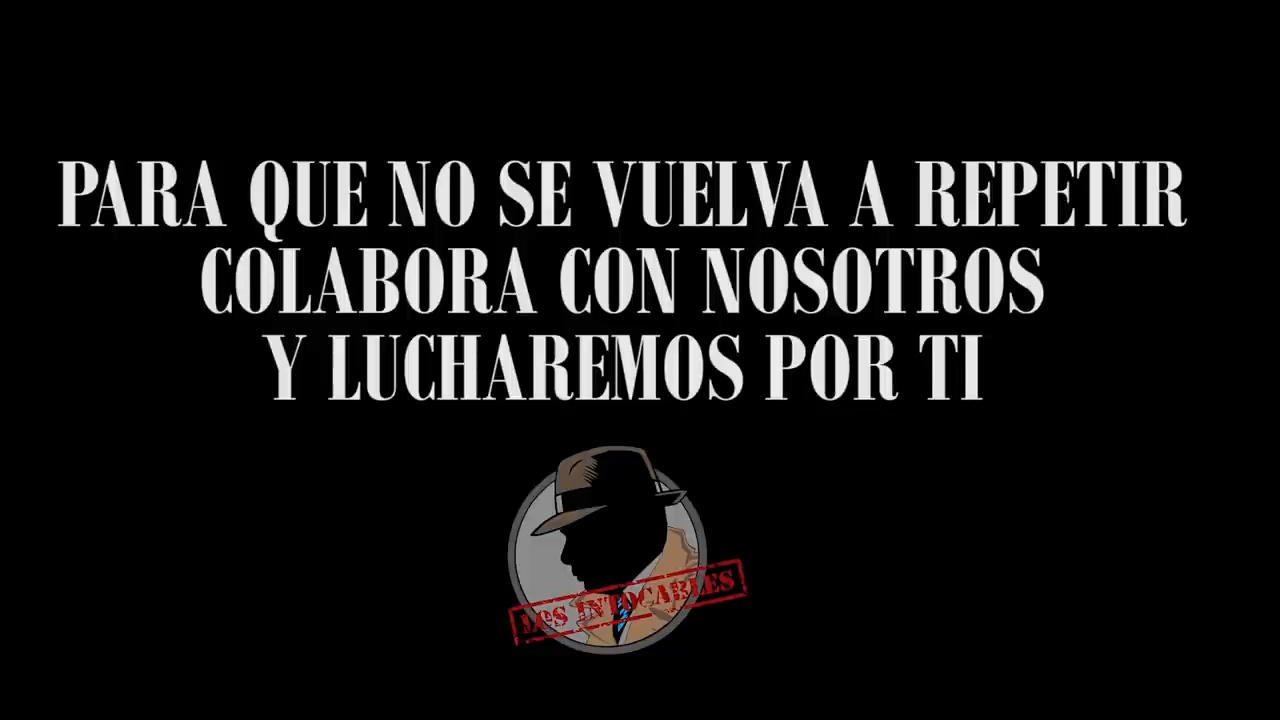 PARA QUE NO SE VUELVA A REPETIR
COLABORA CON NOSOTROS
Y LUCHAREMOS POR TI
LOS INTOCABLES